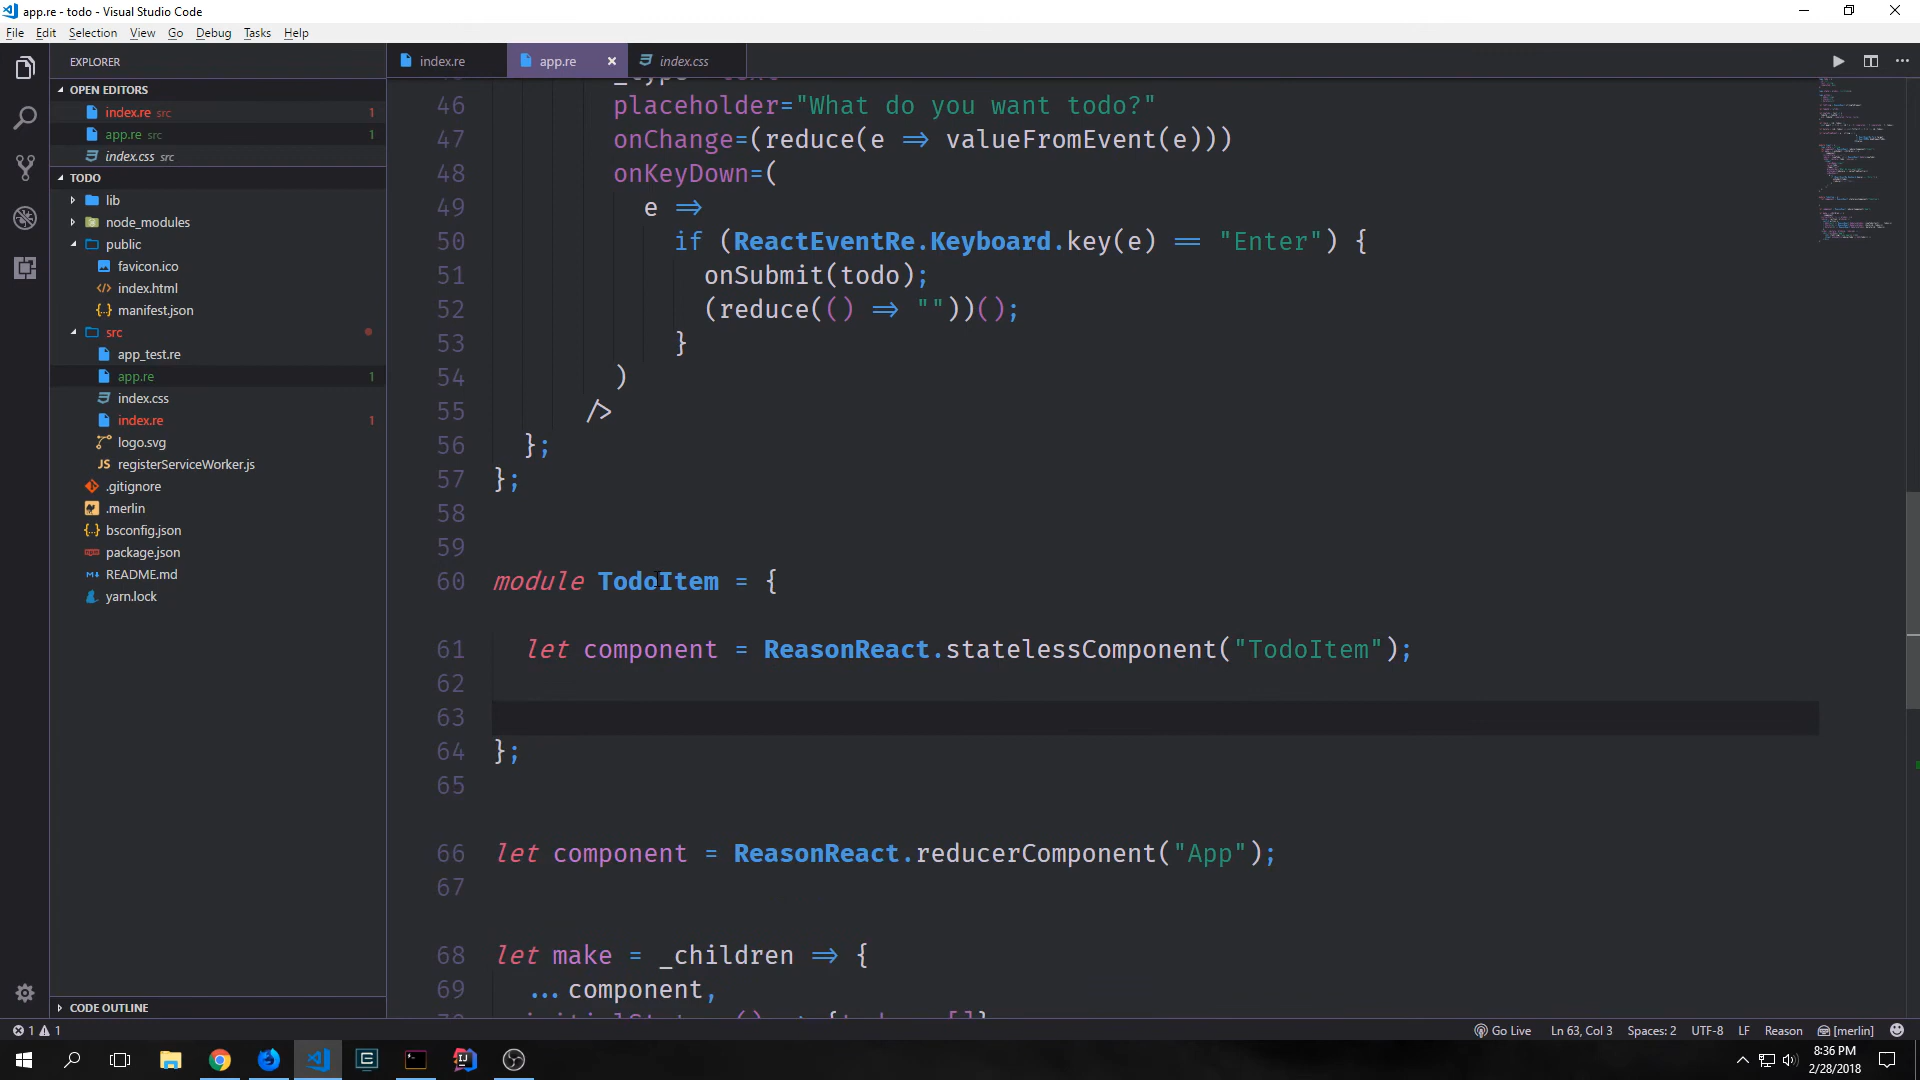 app.re - todo - Visual Studio Code
File Edit Selection View Go Debug Tasks Help
EXPLORER
OPEN EDITORS
index.re src 1
app.re src 1
index.css src
TODO
lib
node_modules
public
favicon.ico
index.html
manifest.json
src
app_test.re
app.re 1
index.css
index.re 1
logo.svg
registerServiceWorker.js
.gitignore
.merlin
bsconfig.json
package.json
README.md
yarn.lock
CODE OUTLINE
index.re app.re × index.css
46 placeholder="What do you want todo?"
47 onChange=(reduce(e => valueFromEvent(e)))
48 onKeyDown=(
49 e =>
50 if (ReactEventRe.Keyboard.key(e) == "Enter") {
51 onSubmit(todo);
52 (reduce(() => ""))();
53 }
54 )
55 />
56 };
57 };
58
59
60 module TodoItem = {
61 let component = ReasonReact.statelessComponent("TodoItem");
62
63
64 };
65
66 let component = ReasonReact.reducerComponent("App");
67
68 let make = _children => {
69 ...component,
1 1 Go Live Ln 63, Col 3 Spaces: 2 UTF-8 LF Reason [merlin]
8:36 PM
2/28/2018